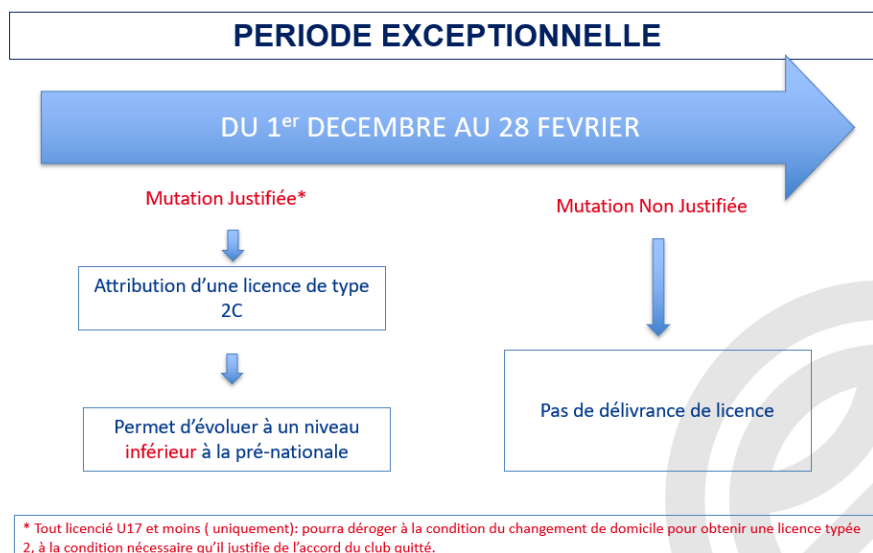 PERIODE EXCEPTIONNELLE
DU 1er DECEMBRE AU 28 FEVRIER
Mutation Justifiée*
Mutation Non Justifiée
Attribution d'une licence de type
2C
Pas de délivrance de licence
Permet d'évoluer à un niveau
inférieur à la pré-nationale
* Tout licencié U17 et moins ( uniquement): pourra déroger à la condition du changement de domicile pour obtenir une licence typée
2, à la condition nécessaire qu'il justifie de l'accord du club quitté.